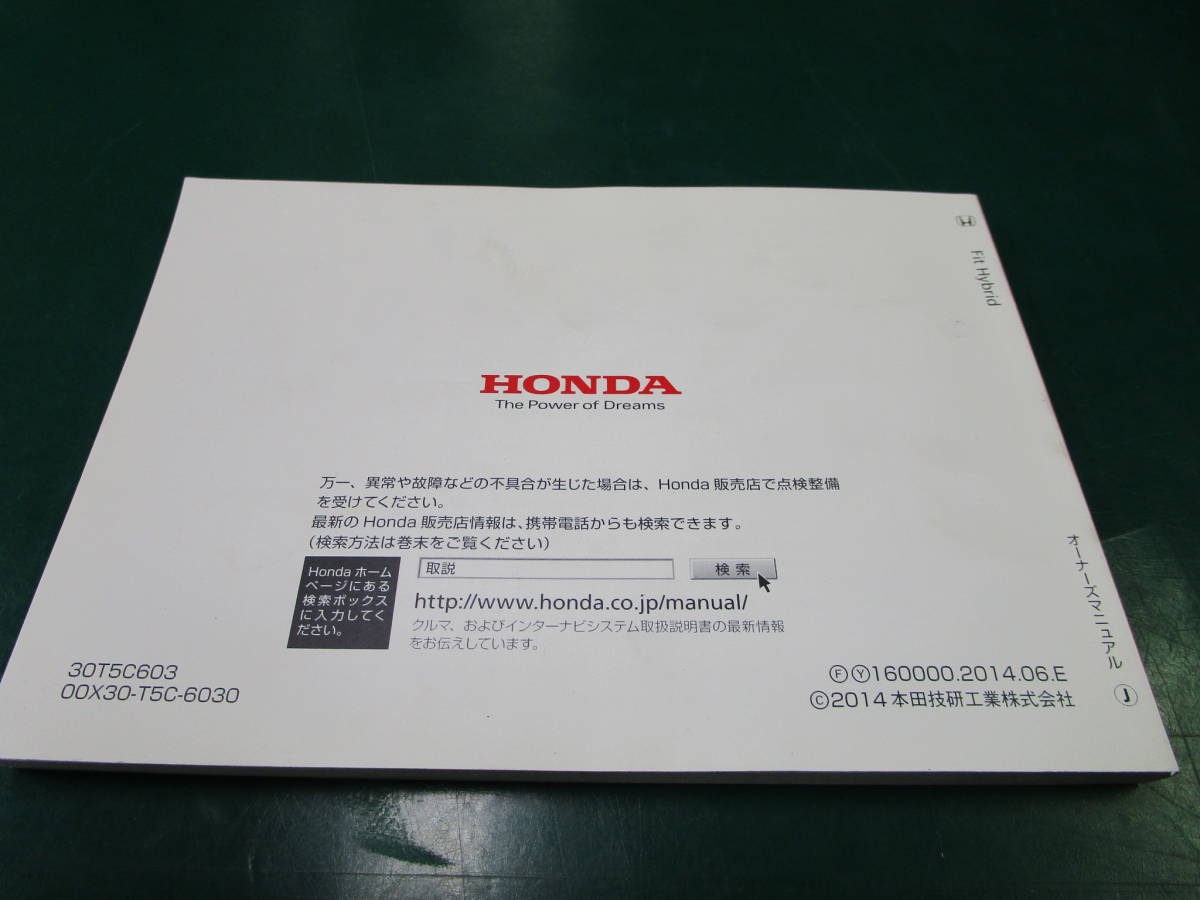 Fit Hybrid
HONDA
The Power of Dreams
万一、異常や故障などの不具合が生じた場合は、Honda 販売店で点検整備
を受けてください。
最新の Honda 販売店情報は、携帯電話からも検索できます。
(検索方法は巻末をご覧ください)
Honda ホーム
ページにある
検索ボックス
に入力してく
ださい。
取説
検索
http://www.honda.co.jp/manual/
クルマ、およびインターナビシステム取扱説明書の最新情報
をお伝えしています。
オーナーズマニュアル
J
30T5C603
00X30-T5C-6030
ⒻⓎ160000.2014.06.E
©2014 本田技研工業株式会社